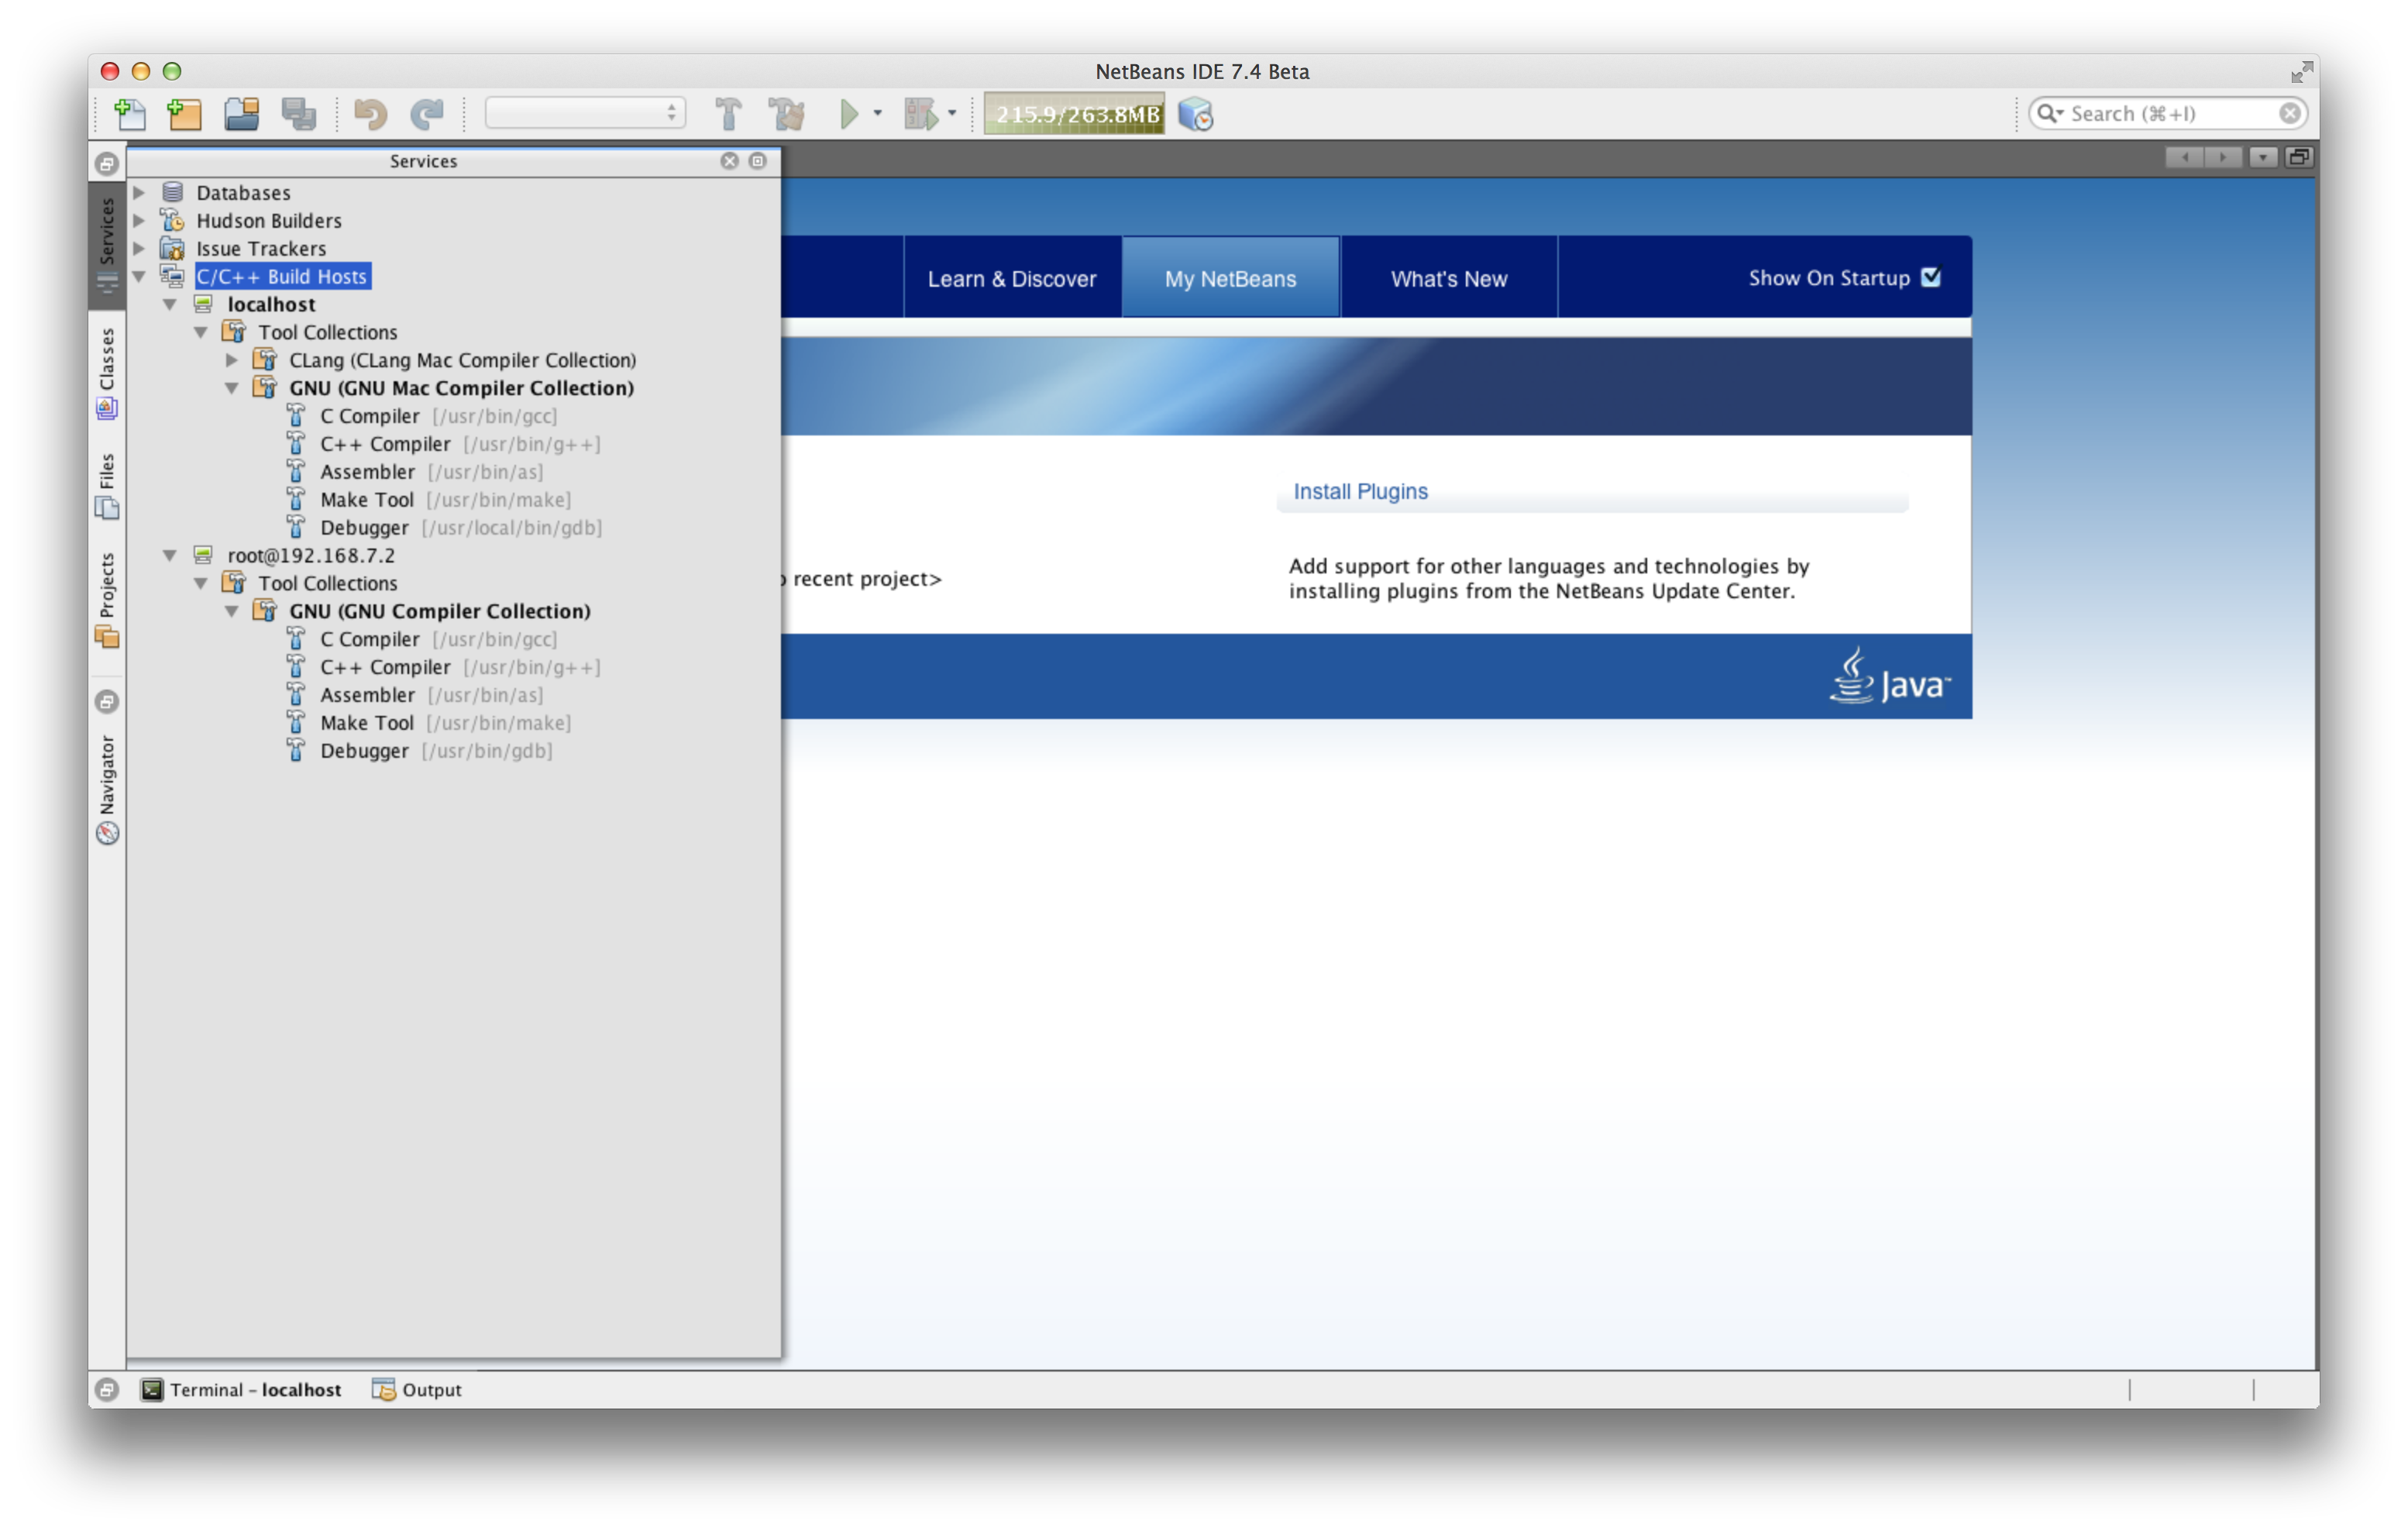 NetBeans IDE 7.4 Beta
215.9/263.8MB
Search (⌘+I)
Services
Services
Classes
Files
Projects
Navigator
Databases
Hudson Builders
Issue Trackers
C/C++ Build Hosts
localhost
Tool Collections
CLang (CLang Mac Compiler Collection)
GNU (GNU Mac Compiler Collection)
C Compiler [/usr/bin/gcc]
C++ Compiler [/usr/bin/g++]
Assembler [/usr/bin/as]
Make Tool [/usr/bin/make]
Debugger [/usr/local/bin/gdb]
root@192.168.7.2
Tool Collections
GNU (GNU Compiler Collection)
C Compiler [/usr/bin/gcc]
C++ Compiler [/usr/bin/g++]
Assembler [/usr/bin/as]
Make Tool [/usr/bin/make]
Debugger [/usr/bin/gdb]
Learn & Discover
My NetBeans
What's New
Show On Startup
recent project>
Install Plugins
Add support for other languages and technologies by
installing plugins from the NetBeans Update Center.
Java™
Terminal – localhost
Output